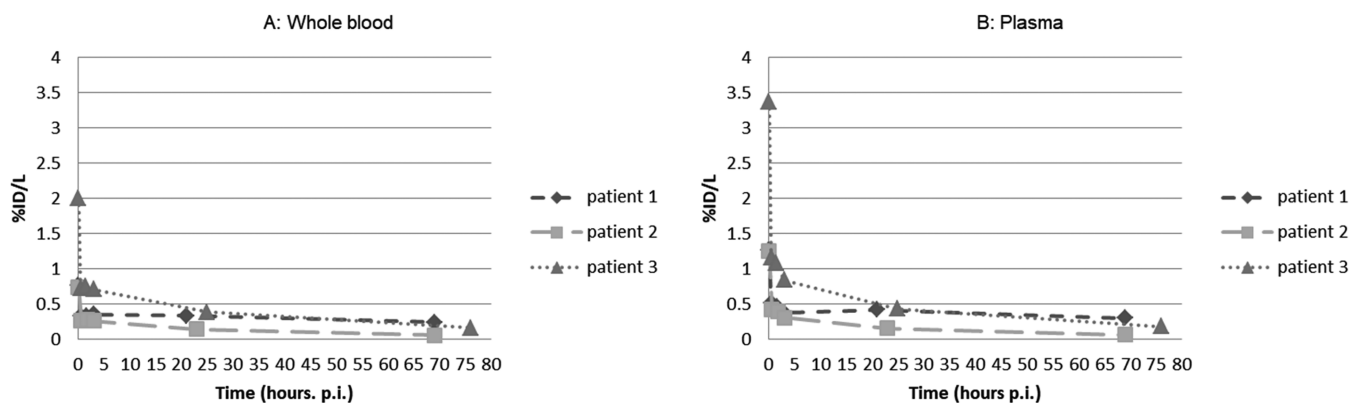 A: Whole blood
4
3.5
3
2.5
2
1.5
1
0.5
0
%ID/L
0 5 10 15 20 25 30 35 40 45 50 55 60 65 70 75 80
Time (hours. p.i.)
patient 1
patient 2
patient 3
B: Plasma
4
3.5
3
2.5
2
1.5
1
0.5
0
%ID/L
0 5 10 15 20 25 30 35 40 45 50 55 60 65 70 75 80
Time (hours p.i.)
patient 1
patient 2
patient 3